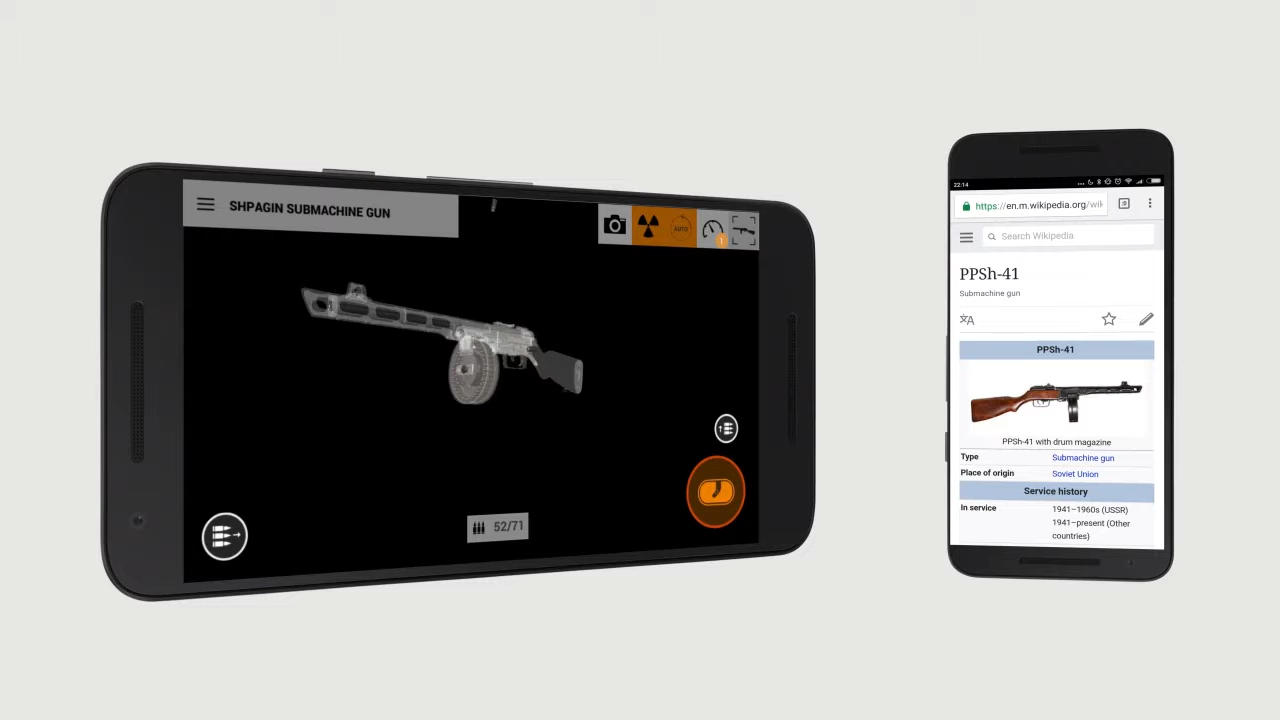 SHPAGIN SUBMACHINE GUN
AUTO
1
52/71
22:14
https://en.m.wikipedia.org/wik
Search Wikipedia
PPSh-41
Submachine gun
PPSh-41
PPSh-41 with drum magazine
Type Submachine gun
Place of origin Soviet Union
Service history
In service 1941–1960s (USSR)
1941–present (Other
countries)